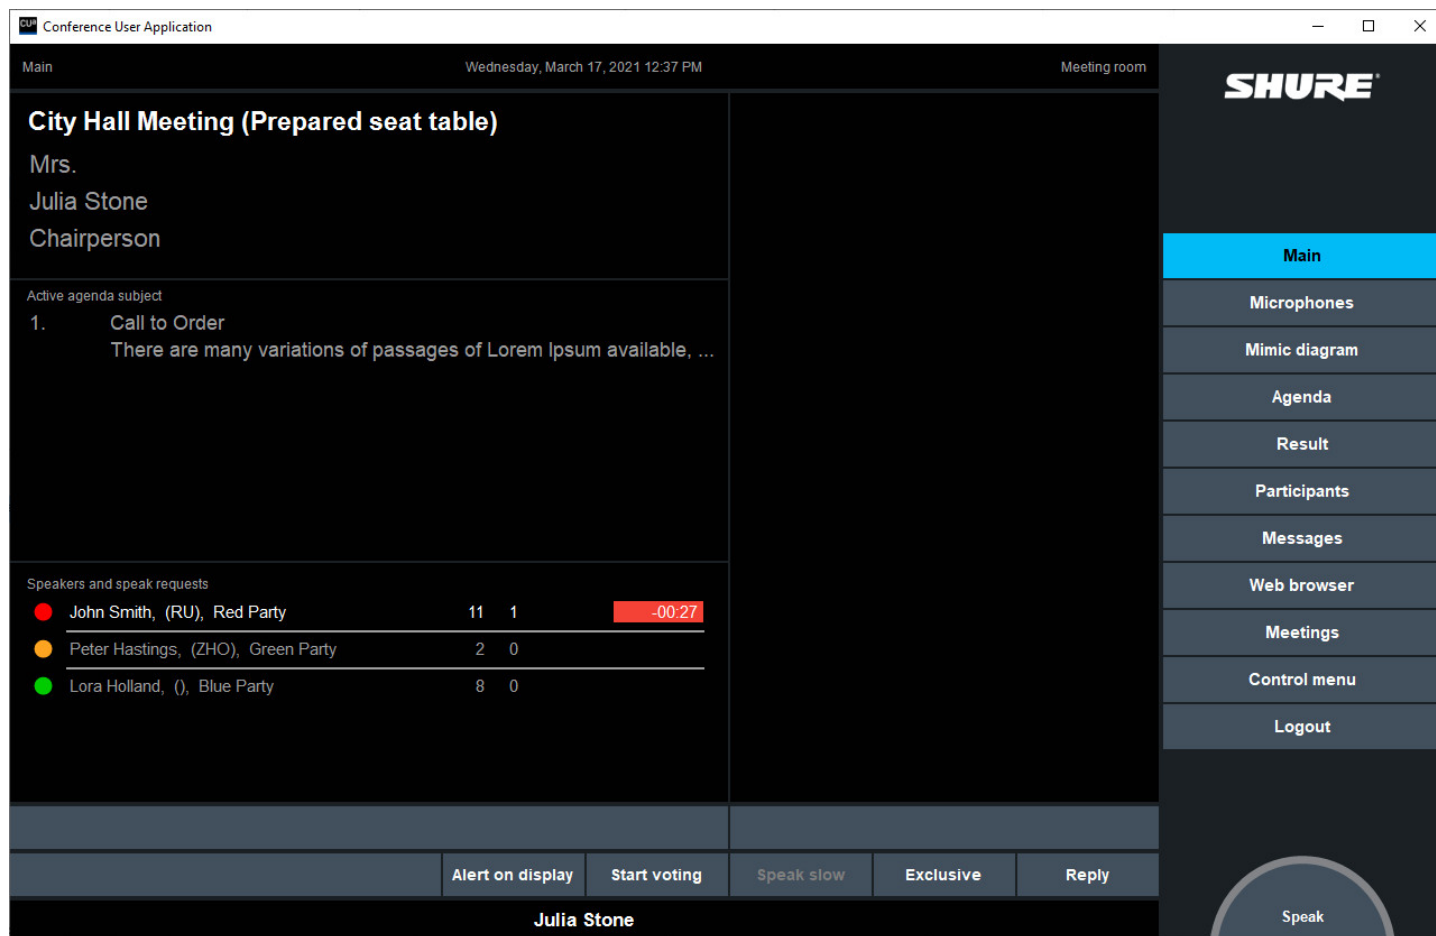 CUa Conference User Application
Main Wednesday, March 17, 2021 12:37 PM Meeting room
SHURE
City Hall Meeting (Prepared seat table)
Mrs.
Julia Stone
Chairperson
Active agenda subject
1. Call to Order
There are many variations of passages of Lorem Ipsum available, ...
Speakers and speak requests
John Smith, (RU), Red Party 11 1 -00:27
Peter Hastings, (ZHO), Green Party 2 0
Lora Holland, (), Blue Party 8 0
Alert on display Start voting Speak slow Exclusive Reply
Julia Stone
Main
Microphones
Mimic diagram
Agenda
Result
Participants
Messages
Web browser
Meetings
Control menu
Logout
Speak